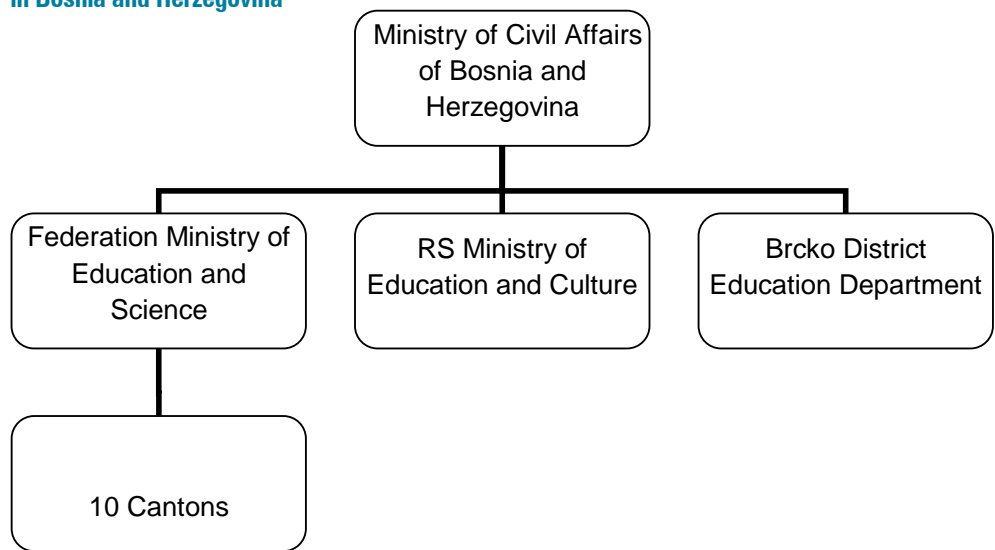 in Bosnia and Herzegovina
Ministry of Civil Affairs
of Bosnia and
Herzegovina
Federation Ministry of
Education and
Science
RS Ministry of
Education and Culture
Brcko District
Education Department
10 Cantons